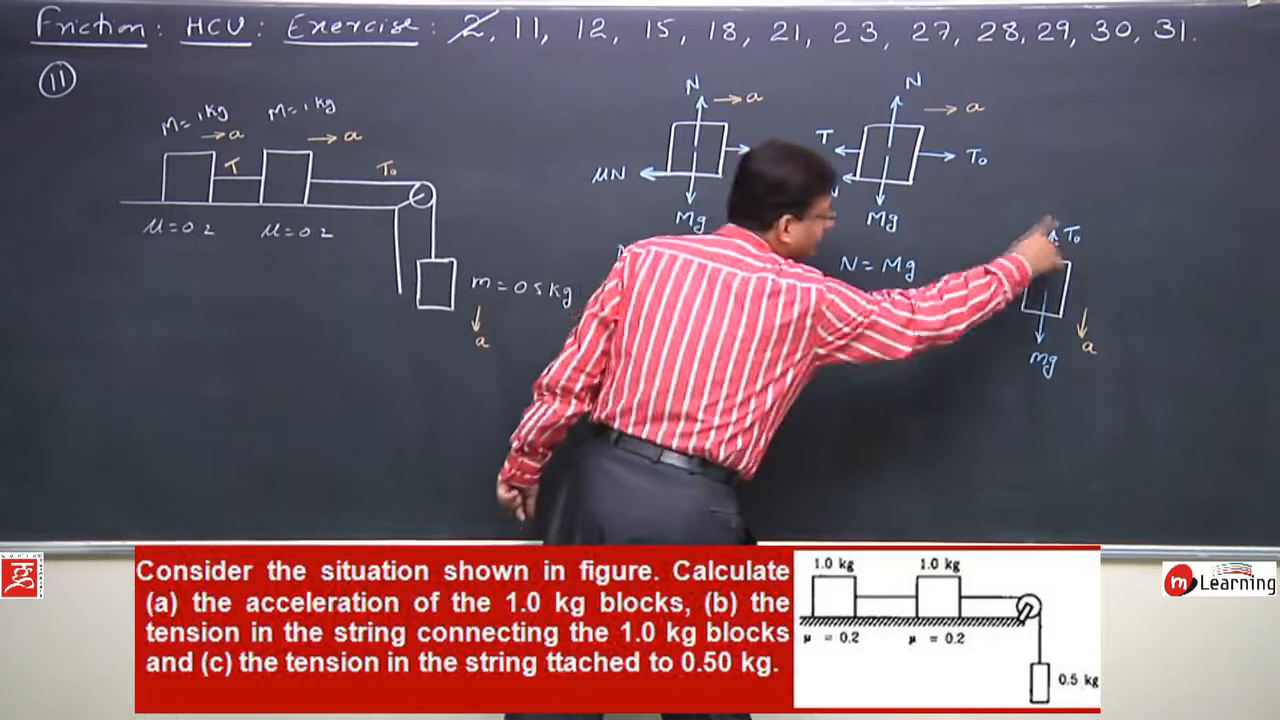 Friction : HCV : Exercise : 2, 11, 12, 15, 18, 21, 23, 27, 28, 29, 30, 31.
11
M = 1 kg M = 1 kg
a a
T T₀
μ = 0.2 μ = 0.2
m = 0.5 kg
a
N a
μN
Mg
N a
T T₀
Mg
N = Mg
T₀
mg a
Consider the situation shown in figure. Calculate
(a) the acceleration of the 1.0 kg blocks, (b) the
tension in the string connecting the 1.0 kg blocks
and (c) the tension in the string ttached to 0.50 kg.
1.0 kg 1.0 kg
μ = 0.2 μ = 0.2
0.5 kg
m Learning